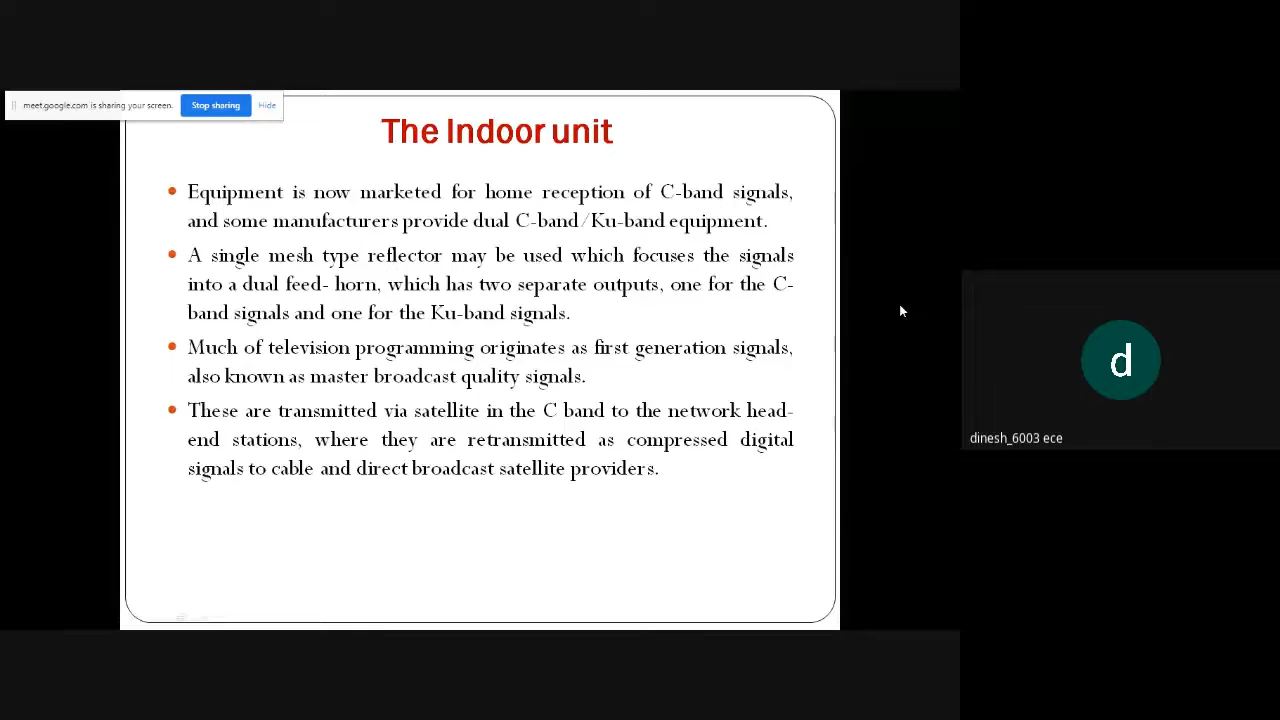 meet.google.com is sharing your screen. Stop sharing Hide
The Indoor unit
Equipment is now marketed for home reception of C-band signals,
and some manufacturers provide dual C-band/Ku-band equipment.
A single mesh type reflector may be used which focuses the signals
into a dual feed- horn, which has two separate outputs, one for the C-
band signals and one for the Ku-band signals.
Much of television programming originates as first generation signals,
also known as master broadcast quality signals.
These are transmitted via satellite in the C band to the network head-
end stations, where they are retransmitted as compressed digital
signals to cable and direct broadcast satellite providers.
d
dinesh_6003 ece